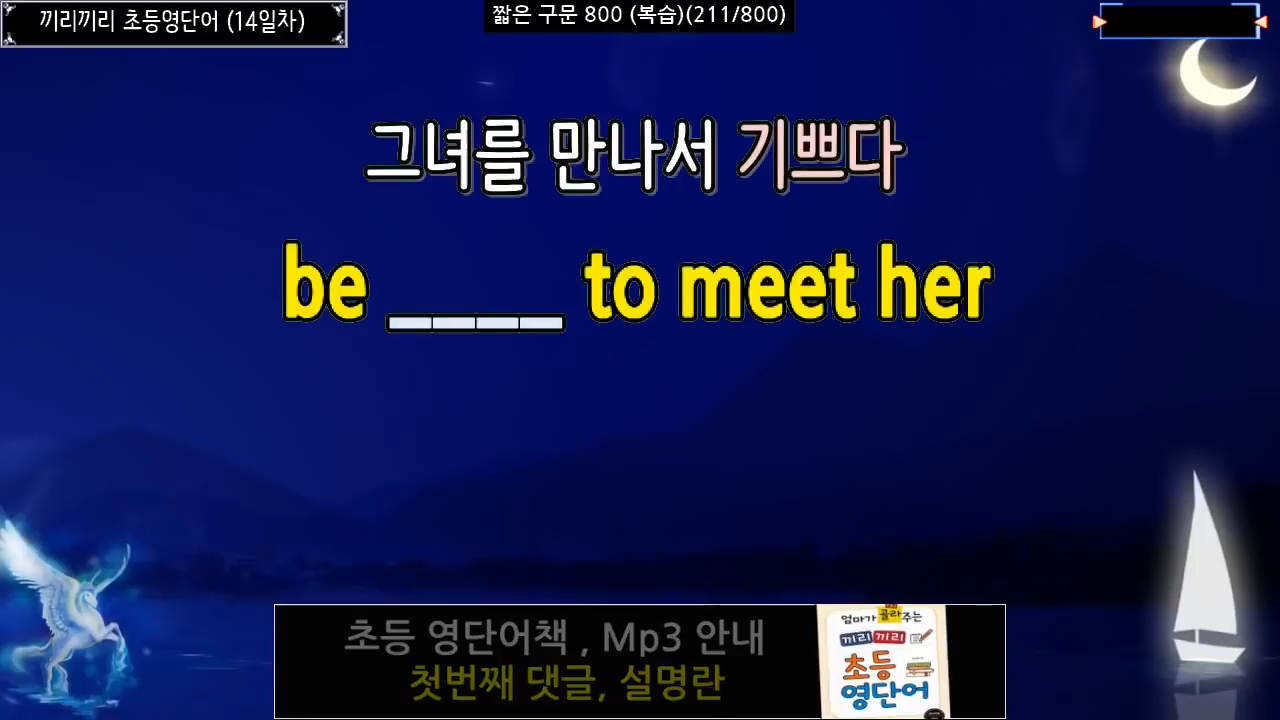 끼리끼리 초등영단어 (14일차)
짧은 구문 800 (복습)(211/800)
그녀를 만나서 기쁘다
be ____ to meet her
초등 영단어책 , Mp3 안내
첫번째 댓글, 설명란
엄마가 골라주는
끼리끼리
초등
영단어